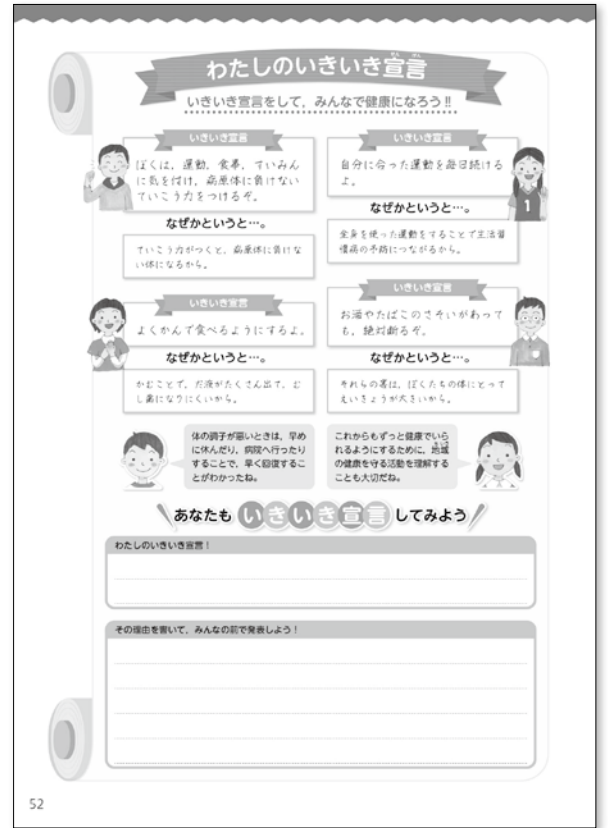 わたしのいきいき宣言
せん げん
いきいき宣言をして，みんなで健康になろう!!
いきいき宣言
ぼくは，運動，食事，すいみん
に気を付け，病原体に負けない
ていこう力をつけるぞ。
なぜかというと…。
ていこう力がつくと，病原体に負けな
い体になるから。
いきいき宣言
自分に合った運動を毎日続ける
よ。
なぜかというと…。
全身を使った運動をすることで生活習
慣病の予防につながるから。
1
いきいき宣言
よくかんで食べるようにするよ。
なぜかというと…。
かむことで，だ液がたくさん出て，む
し歯になりにくいから。
いきいき宣言
お酒やたばこのさそいがあって
も，絶対断るぞ。
なぜかというと…。
それらの害は，ぼくたちの体にとって
えいきょうが大きいから。
体の調子が悪いときは，早め
に休んだり，病院へ行ったり
することで，早く回復するこ
とがわかったね。
これからもずっと健康でいら
れるようにするために，地域
の健康を守る活動を理解する
ことも大切だね。
あなたも いきいき宣言 してみよう
わたしのいきいき宣言！
その理由を書いて，みんなの前で発表しよう！
52